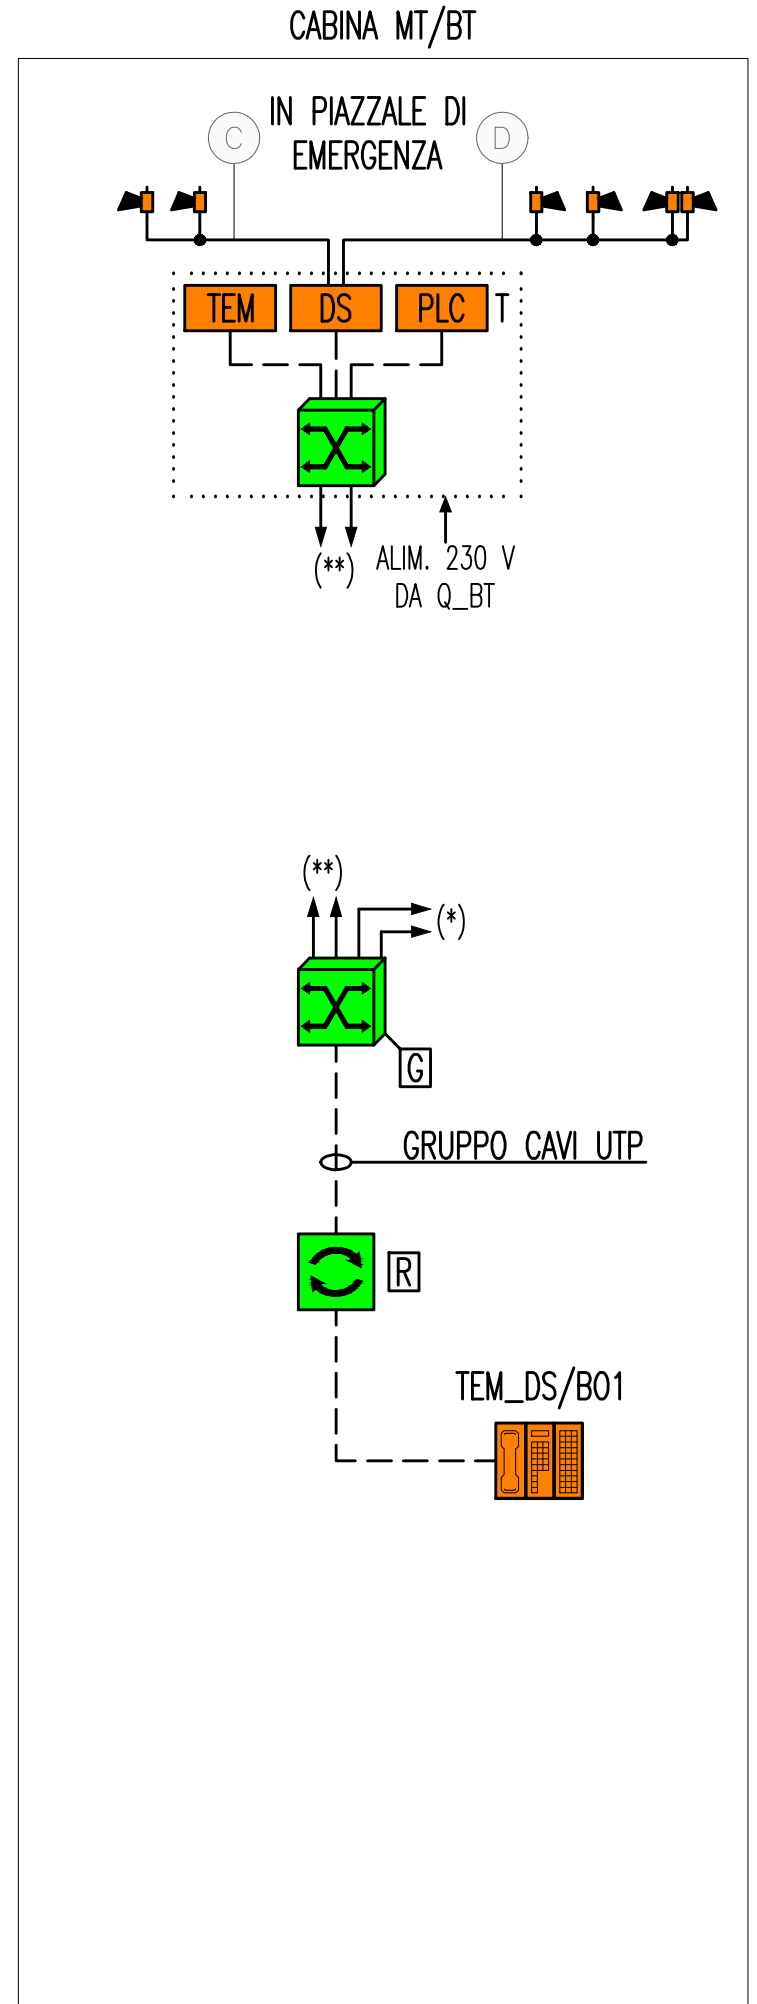 CABINA MT/BT
IN PIAZZALE DI
EMERGENZA
C
D
TEM
DS
PLC
T
(**)
ALIM. 230 V
DA Q_BT
(**)
(*)
G
GRUPPO CAVI UTP
R
TEM_DS/B01